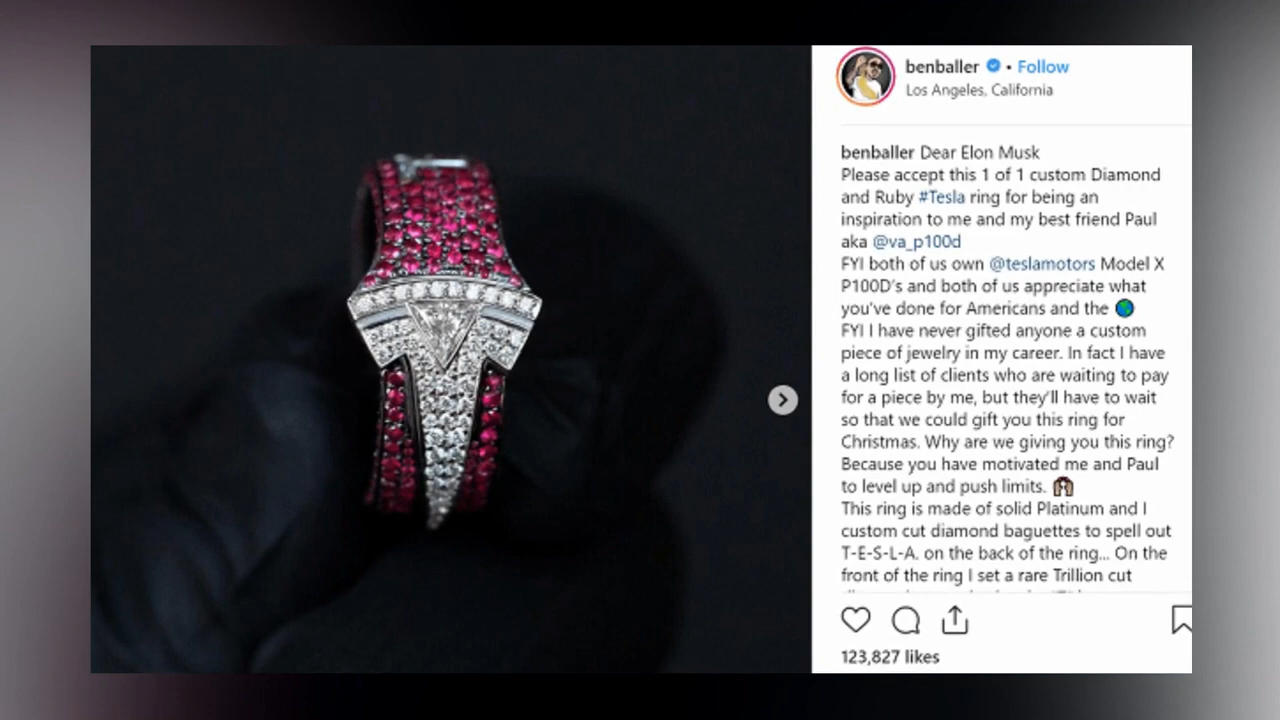 benballer • Follow
Los Angeles, California
benballer Dear Elon Musk
Please accept this 1 of 1 custom Diamond
and Ruby #Tesla ring for being an
inspiration to me and my best friend Paul
aka @va_p100d
FYI both of us own @teslamotors Model X
P100D's and both of us appreciate what
you've done for Americans and the 🌎
FYI I have never gifted anyone a custom
piece of jewelry in my career. In fact I have
a long list of clients who are waiting to pay
for a piece by me, but they'll have to wait
so that we could gift you this ring for
Christmas. Why are we giving you this ring?
Because you have motivated me and Paul
to level up and push limits. 🙌
This ring is made of solid Platinum and I
custom cut diamond baguettes to spell out
T-E-S-L-A. on the back of the ring... On the
front of the ring I set a rare Trillion cut
123,827 likes